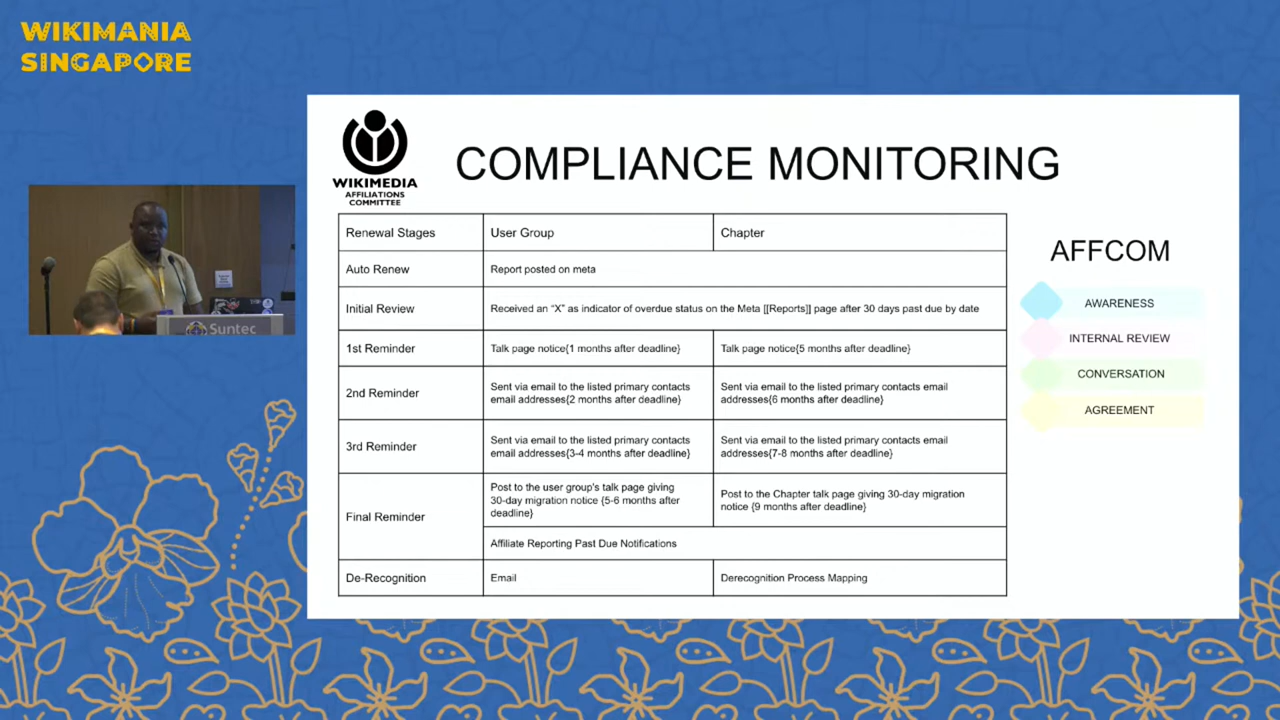 WIKIMANIA
SINGAPORE
WIKIMEDIA
AFFILIATIONS
COMMITTEE
COMPLIANCE MONITORING
Renewal Stages
User Group
Chapter
Auto Renew
Report posted on meta
Initial Review
Received an “X” as indicator of overdue status on the Meta [[Reports]] page after 30 days past due by date
1st Reminder
Talk page notice{1 months after deadline}
Talk page notice{5 months after deadline}
2nd Reminder
Sent via email to the listed primary contacts
email addresses{2 months after deadline}
Sent via email to the listed primary contacts email
addresses{6 months after deadline}
3rd Reminder
Sent via email to the listed primary contacts
email addresses{3-4 months after deadline}
Sent via email to the listed primary contacts email
addresses{7-8 months after deadline}
Final Reminder
Post to the user group's talk page giving
30-day migration notice {5-6 months after
deadline}
Post to the Chapter talk page giving 30-day migration
notice {9 months after deadline}
Affiliate Reporting Past Due Notifications
De-Recognition
Email
Derecognition Process Mapping
AFFCOM
AWARENESS
INTERNAL REVIEW
CONVERSATION
AGREEMENT
Suntec